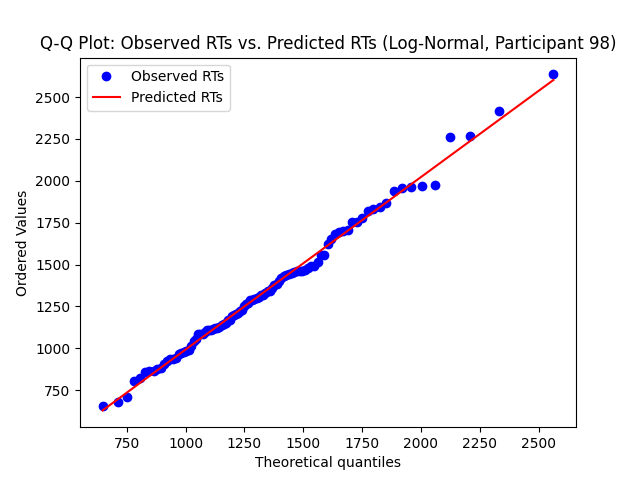 Q-Q Plot: Observed RTs vs. Predicted RTs (Log-Normal, Participant 98)
Observed RTs
Predicted RTs
Ordered Values
2500
2250
2000
1750
1500
1250
1000
750
750 1000 1250 1500 1750 2000 2250 2500
Theoretical quantiles